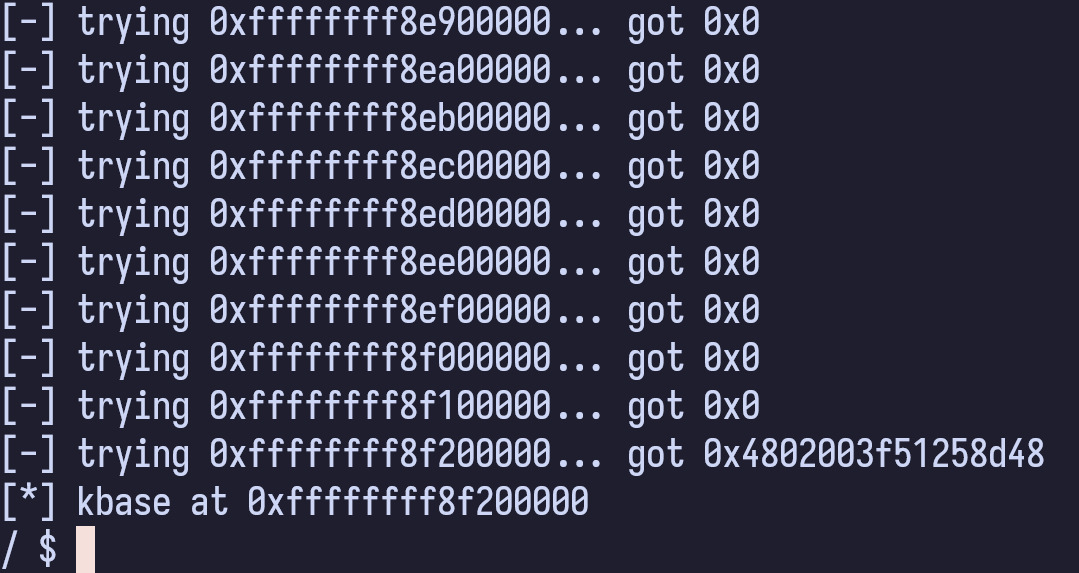 [-] trying 0xffffffff8e900000... got 0x0
[-] trying 0xffffffff8ea00000... got 0x0
[-] trying 0xffffffff8eb00000... got 0x0
[-] trying 0xffffffff8ec00000... got 0x0
[-] trying 0xffffffff8ed00000... got 0x0
[-] trying 0xffffffff8ee00000... got 0x0
[-] trying 0xffffffff8ef00000... got 0x0
[-] trying 0xffffffff8f000000... got 0x0
[-] trying 0xffffffff8f100000... got 0x0
[-] trying 0xffffffff8f200000... got 0x4802003f51258d48
[*] kbase at 0xffffffff8f200000
/ $